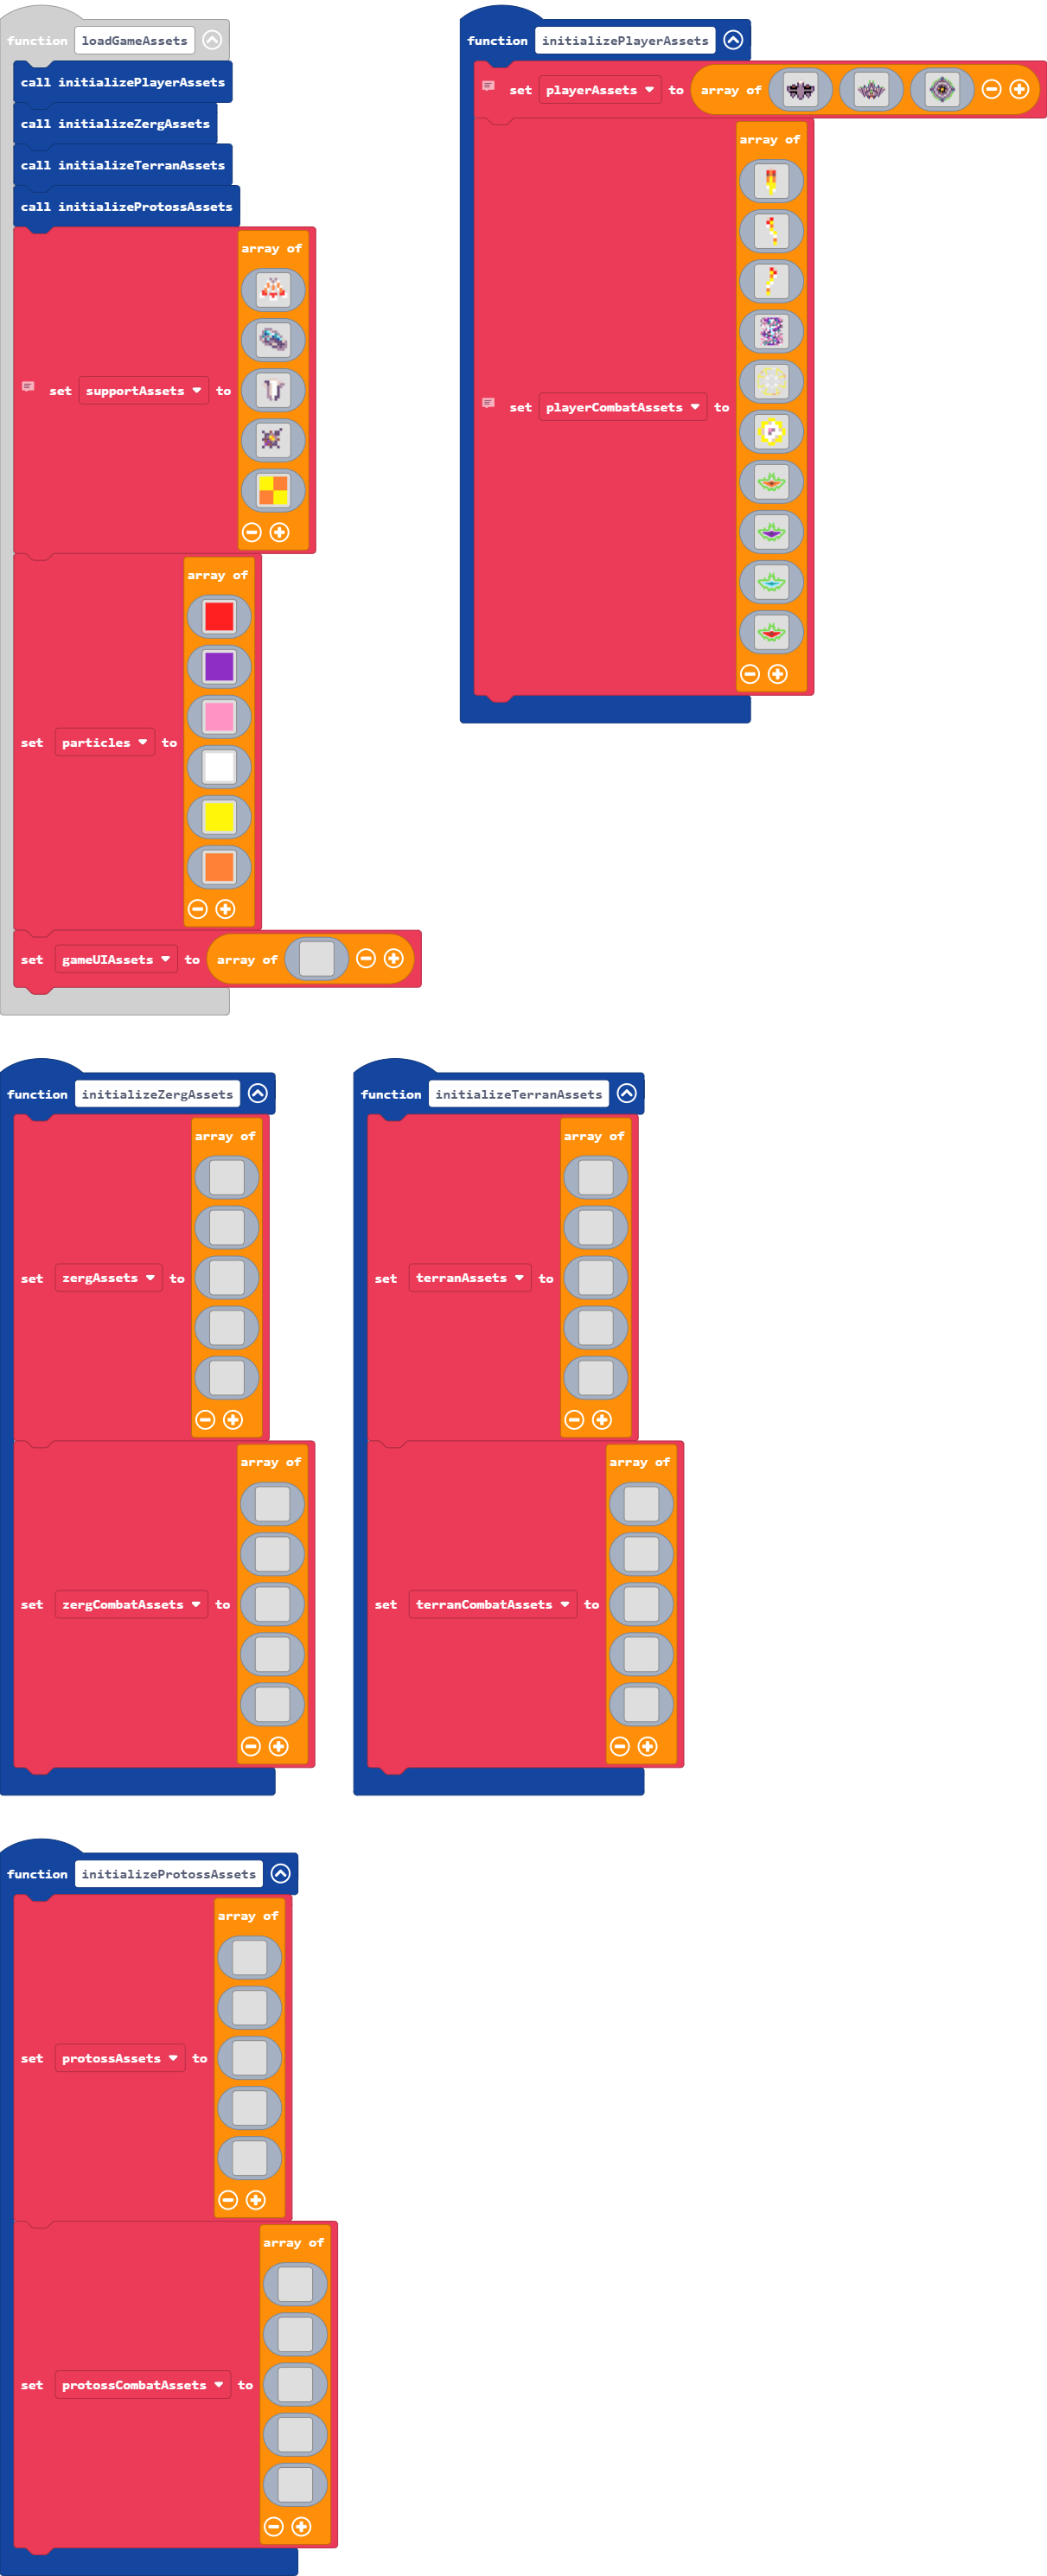 function loadGameAssets
call initializePlayerAssets
call initializeZergAssets
call initializeTerranAssets
call initializeProtossAssets
set supportAssets to array of
set particles to array of
set gameUIAssets to array of
function initializePlayerAssets
set playerAssets to array of
set playerCombatAssets to array of
function initializeZergAssets
set zergAssets to array of
set zergCombatAssets to array of
function initializeTerranAssets
set terranAssets to array of
set terranCombatAssets to array of
function initializeProtossAssets
set protossAssets to array of
set protossCombatAssets to array of